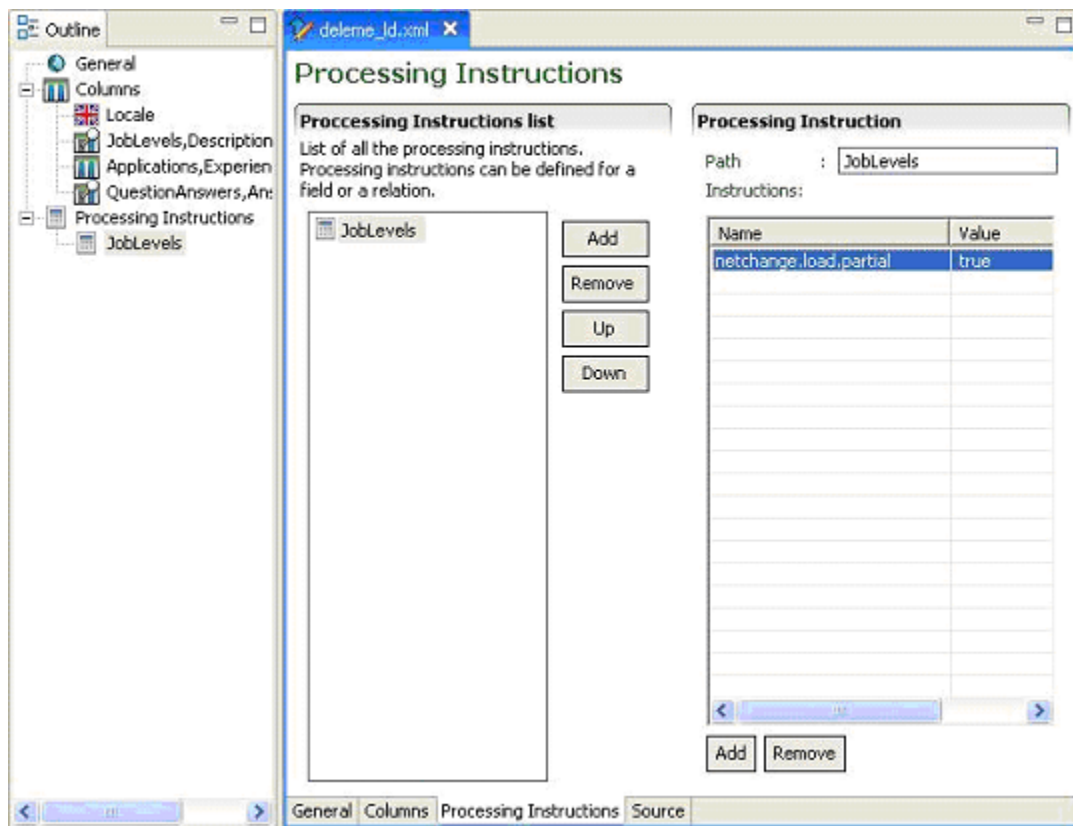 Outline
General
Columns
Locale
JobLevels,Description
Applications,Experien
QuestionAnswers,An
Processing Instructions
JobLevels
deleme_ld.xml
Processing Instructions
Proccessing Instructions list
List of all the processing instructions.
Processing instructions can be defined for a
field or a relation.
JobLevels
Add
Remove
Up
Down
Processing Instruction
Path : JobLevels
Instructions:
Name Value
netchange.load.partial true
Add Remove
General Columns Processing Instructions Source